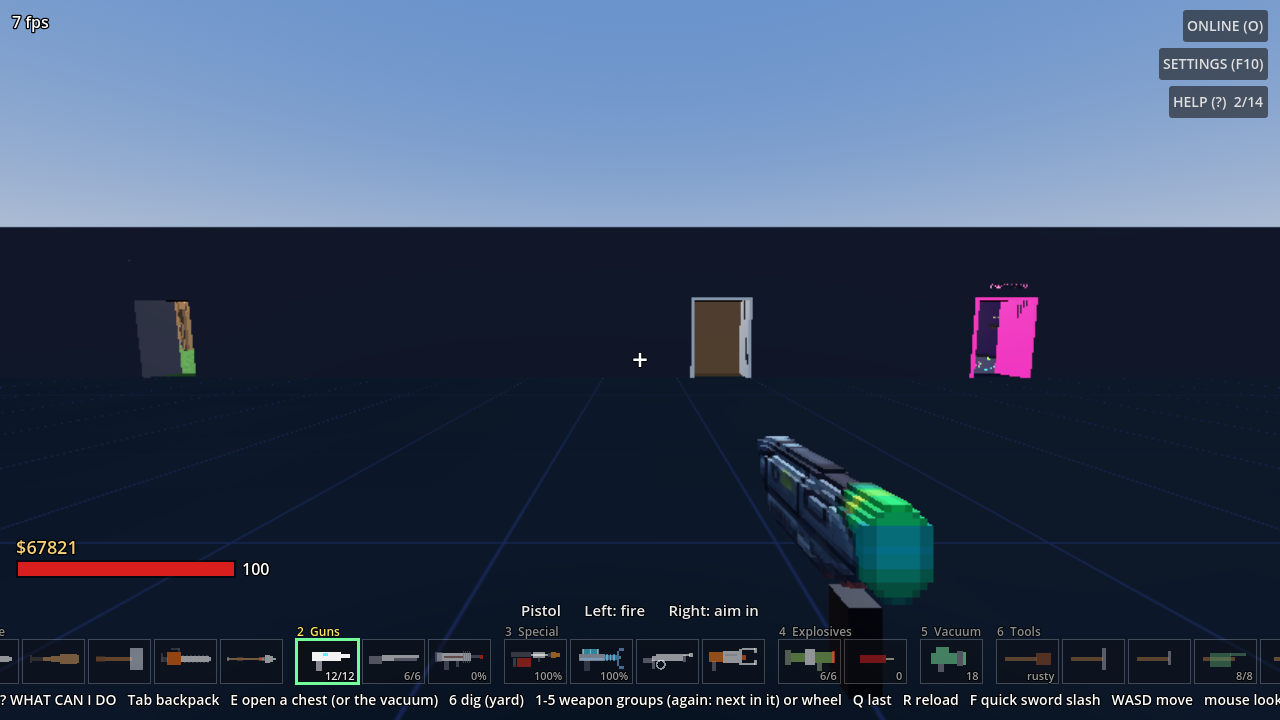 7 fps
ONLINE (O)
SETTINGS (F10)
HELP (?) 2/14
$67821
100
Pistol Left: fire Right: aim in
e 2 Guns 3 Special 4 Explosives 5 Vacuum 6 Tools
12/12 6/6 0% 100% 100% 6/6 0 18 rusty 8/8
? WHAT CAN I DO Tab backpack E open a chest (or the vacuum) 6 dig (yard) 1-5 weapon groups (again: next in it) or wheel Q last R reload F quick sword slash WASD move mouse look